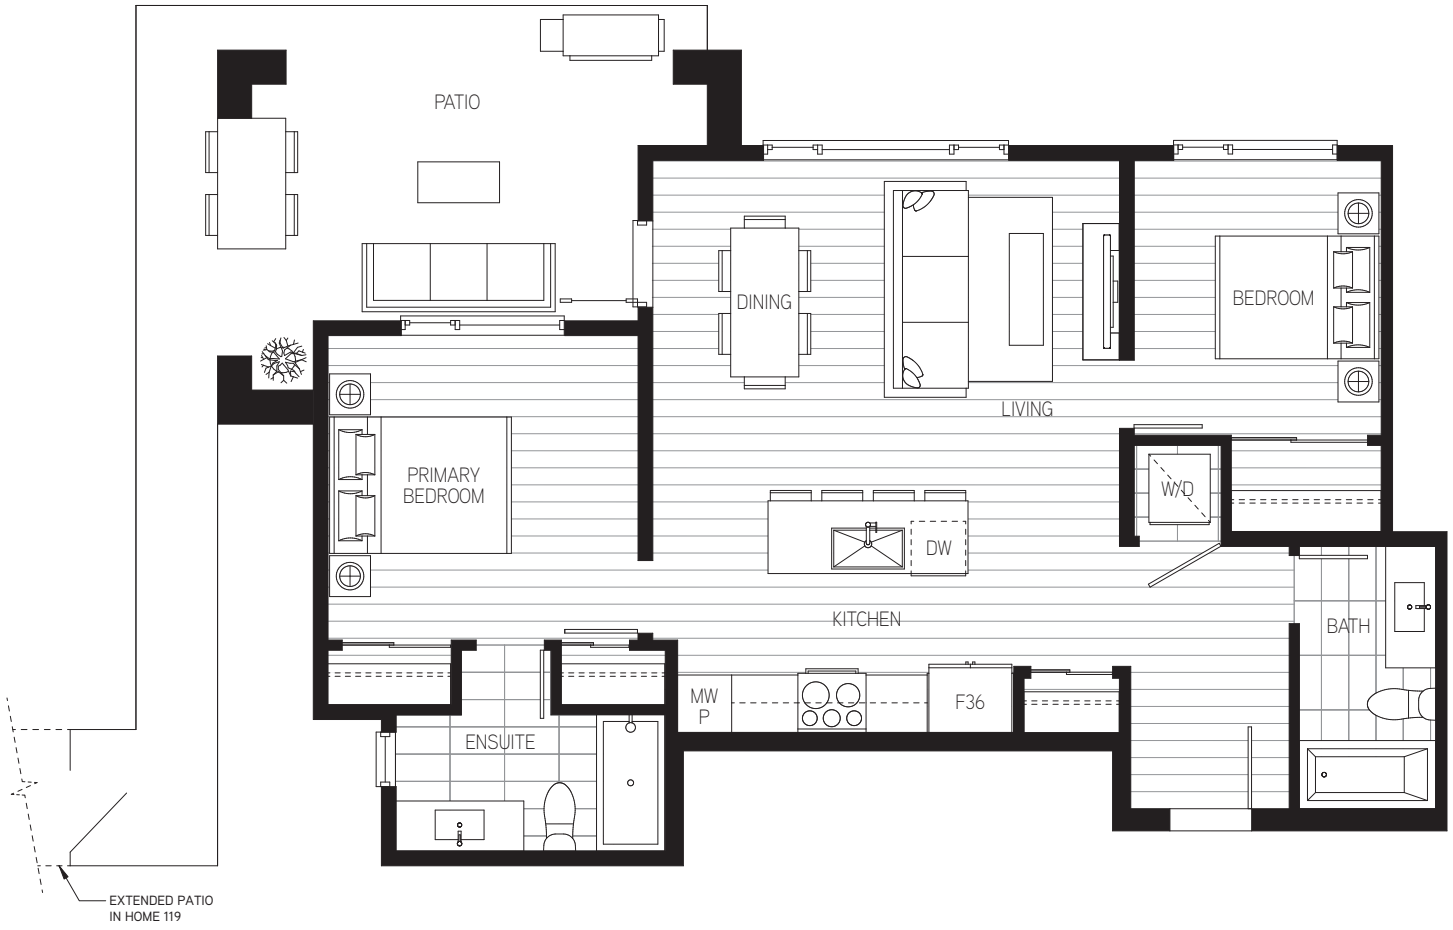 PATIO
DINING
BEDROOM
LIVING
PRIMARY
BEDROOM
W/D
DW
KITCHEN
BATH
MW
P
F36
ENSUITE
EXTENDED PATIO
IN HOME 119